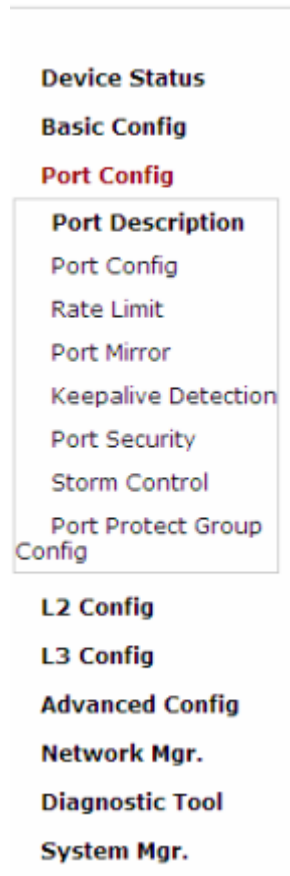 Device Status
Basic Config
Port Config
Port Description
Port Config
Rate Limit
Port Mirror
Keepalive Detection
Port Security
Storm Control
Port Protect Group
Config
L2 Config
L3 Config
Advanced Config
Network Mgr.
Diagnostic Tool
System Mgr.